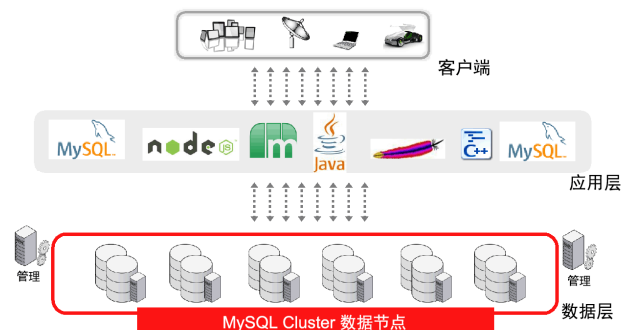 客户端
MySQL
node
JS
m
Java
C++
MySQL
应用层
管理
管理
数据层
MySQL Cluster 数据节点